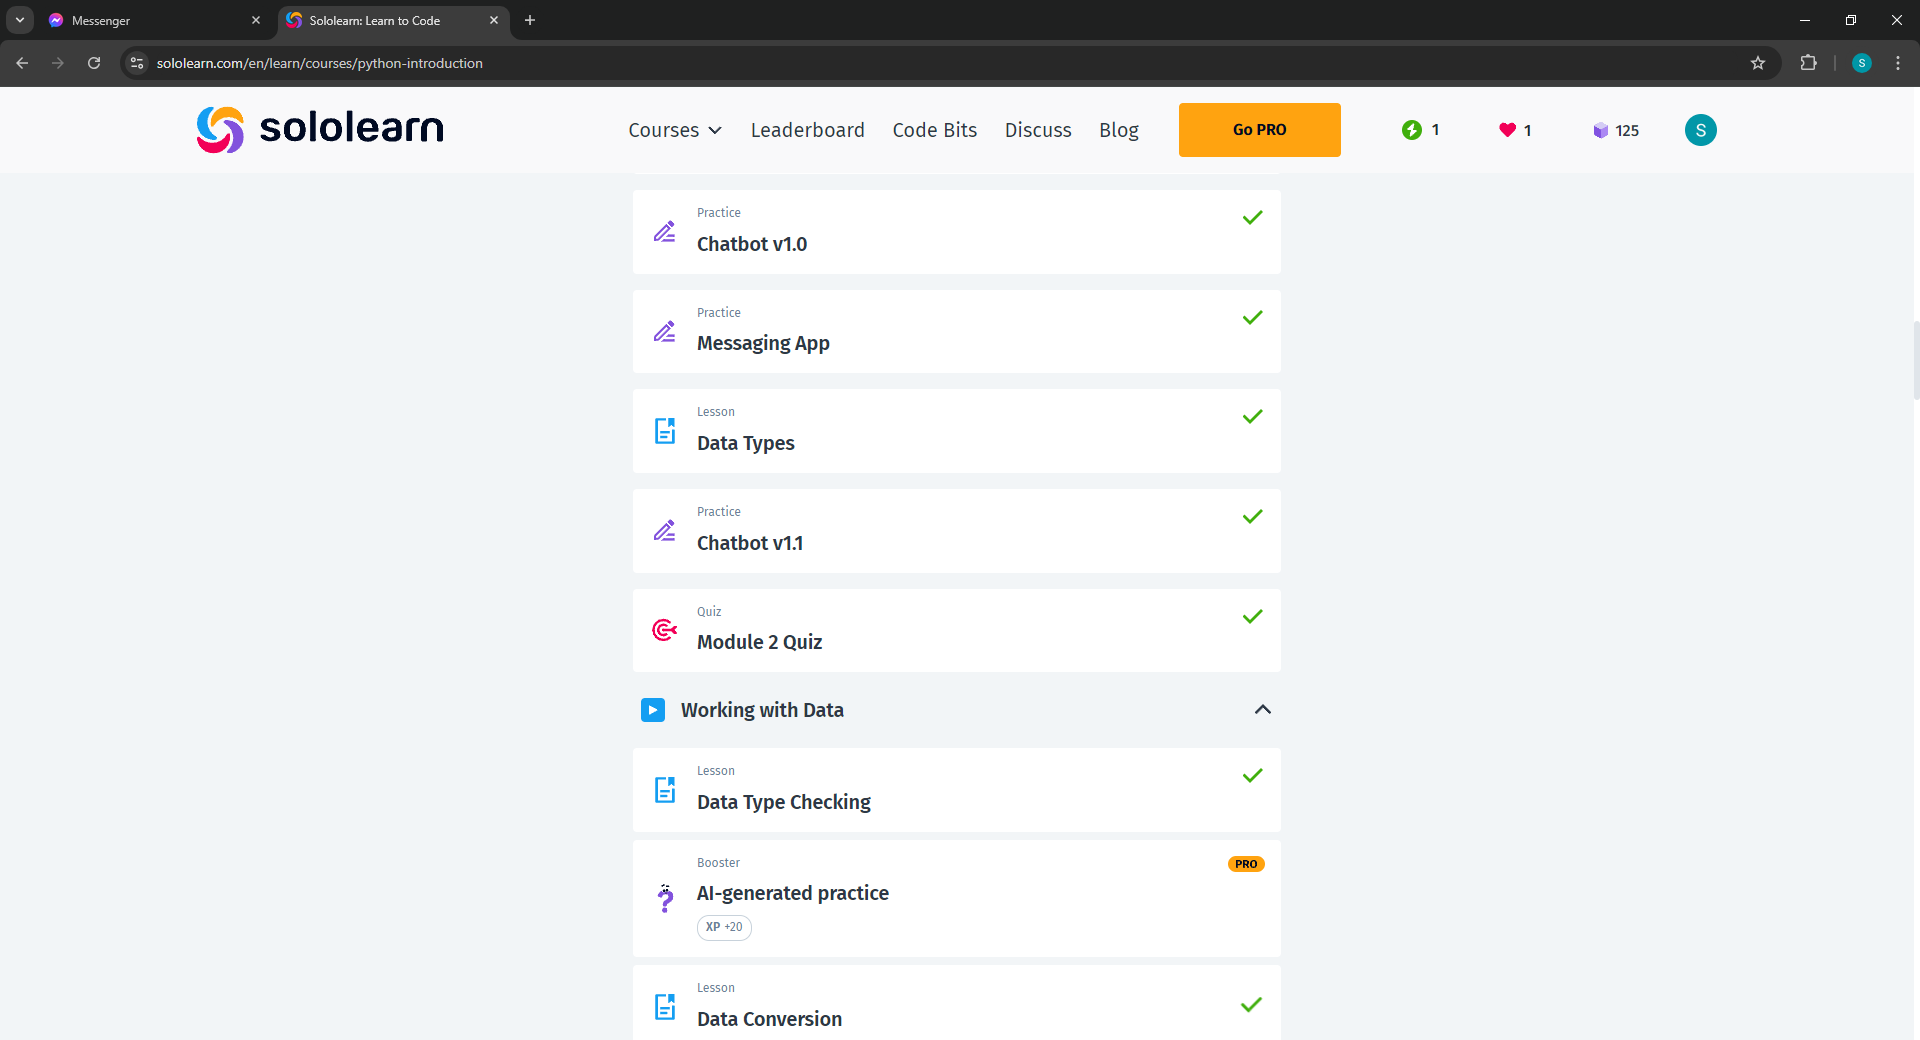 Messenger
Sololearn: Learn to Code
sololearn.com/en/learn/courses/python-introduction
S
sololearn
Courses
Leaderboard
Code Bits
Discuss
Blog
Go PRO
1
1
125
S
Practice
Chatbot v1.0
Practice
Messaging App
Lesson
Data Types
Practice
Chatbot v1.1
Quiz
Module 2 Quiz
Working with Data
Lesson
Data Type Checking
Booster
PRO
AI-generated practice
XP +20
Lesson
Data Conversion